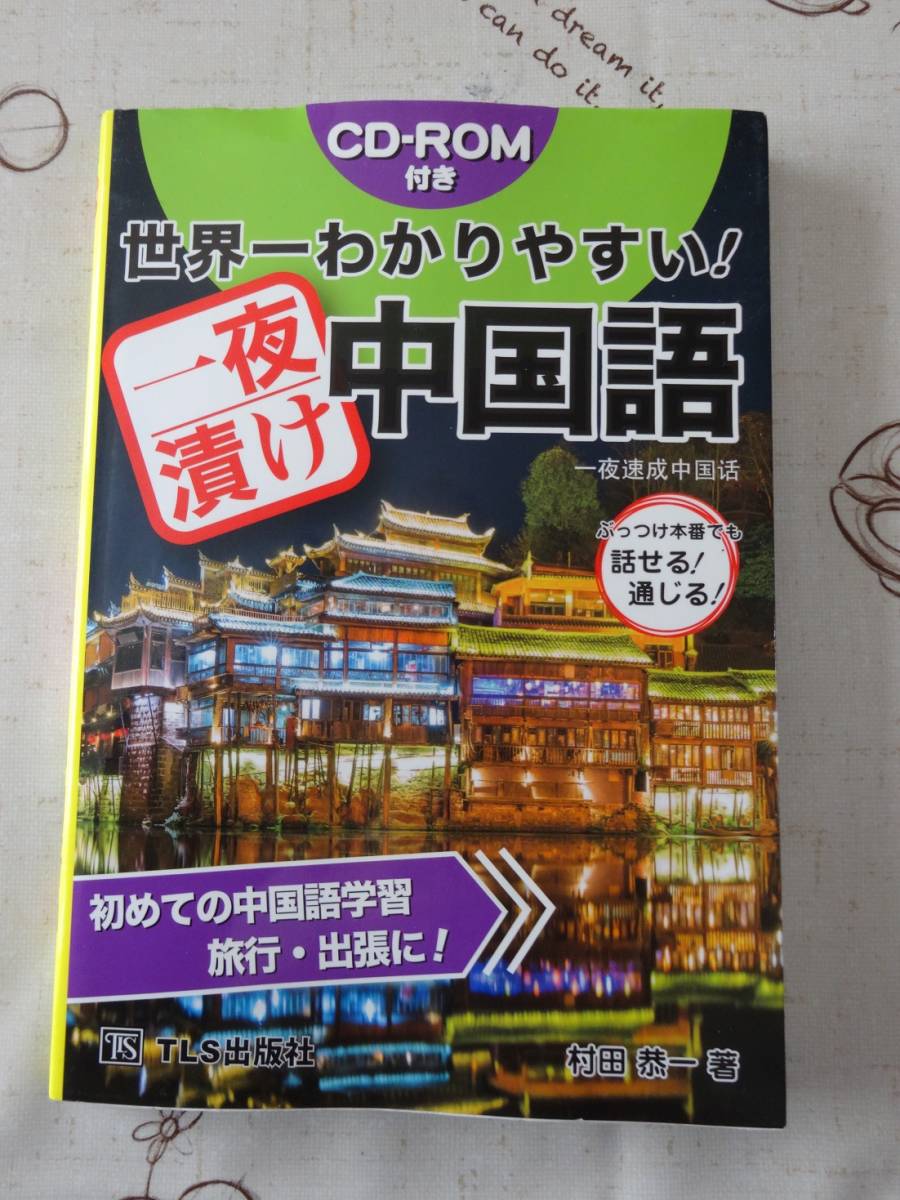 dream it,
can do it.
CD-ROM
付き
世界一わかりやすい!
一夜
漬け
中国語
一夜速成中国话
ぶっつけ本番でも
話せる!
通じる!
初めての中国語学習
旅行・出張に!
TLS TLS出版社
村田 恭一 著